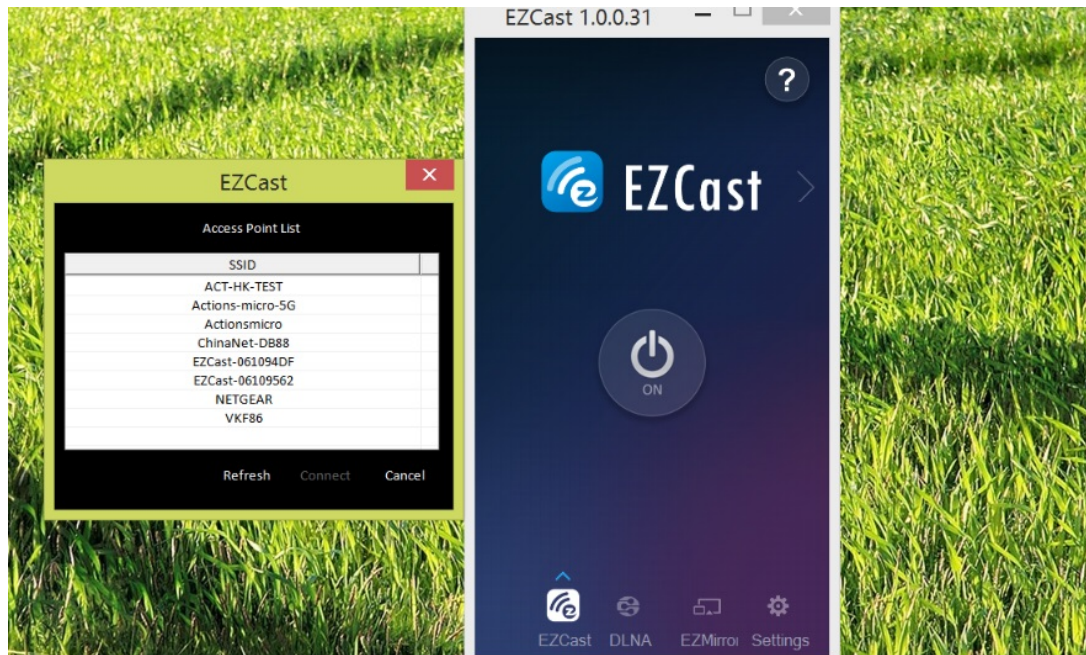 EZCast
Access Point List
SSID
ACT-HK-TEST
Actions-micro-5G
Actionsmicro
ChinaNet-DB88
EZCast-061094DF
EZCast-06109562
NETGEAR
VKF86
Refresh Connect Cancel
EZCast 1.0.0.31
?
EZCast
ON
EZCast DLNA EZMirror Settings